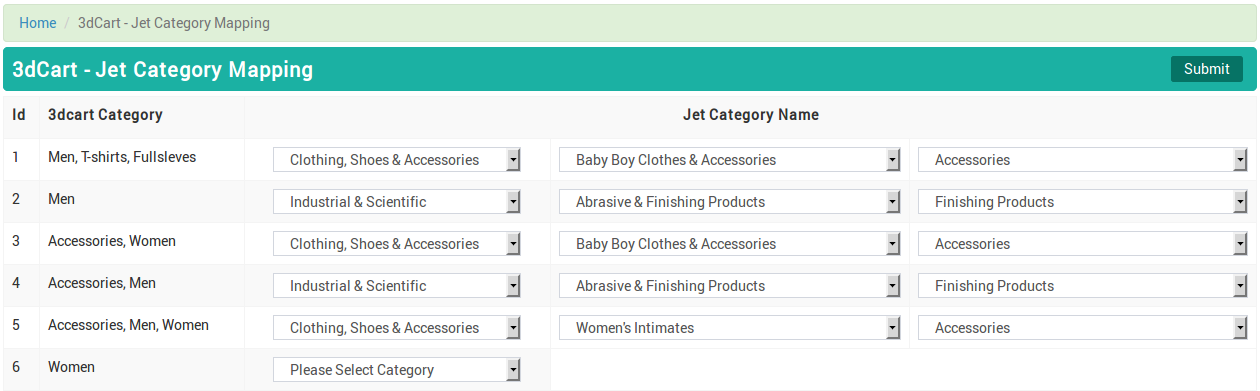 Home / 3dCart - Jet Category Mapping
3dCart - Jet Category Mapping Submit
Id 3dcart Category Jet Category Name
1 Men, T-shirts, Fullsleves Clothing, Shoes & Accessories Baby Boy Clothes & Accessories Accessories
2 Men Industrial & Scientific Abrasive & Finishing Products Finishing Products
3 Accessories, Women Clothing, Shoes & Accessories Baby Boy Clothes & Accessories Accessories
4 Accessories, Men Industrial & Scientific Abrasive & Finishing Products Finishing Products
5 Accessories, Men, Women Clothing, Shoes & Accessories Women's Intimates Accessories
6 Women Please Select Category